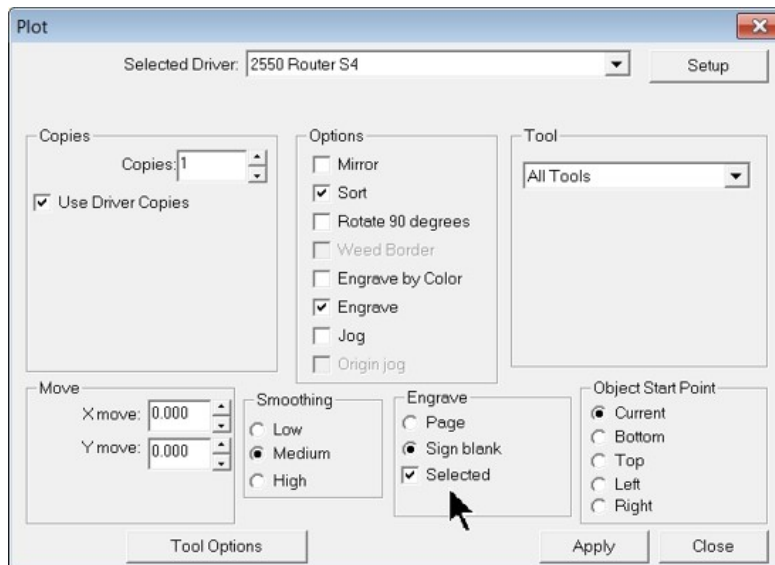 Plot
Selected Driver: 2550 Router S4
Setup
Copies
Copies: 1
Use Driver Copies
Options
Mirror
Sort
Rotate 90 degrees
Weed Border
Engrave by Color
Engrave
Jog
Origin jog
Tool
All Tools
Move
X move: 0.000
Y move: 0.000
Smoothing
Low
Medium
High
Engrave
Page
Sign blank
Selected
Object Start Point
Current
Bottom
Top
Left
Right
Tool Options
Apply
Close